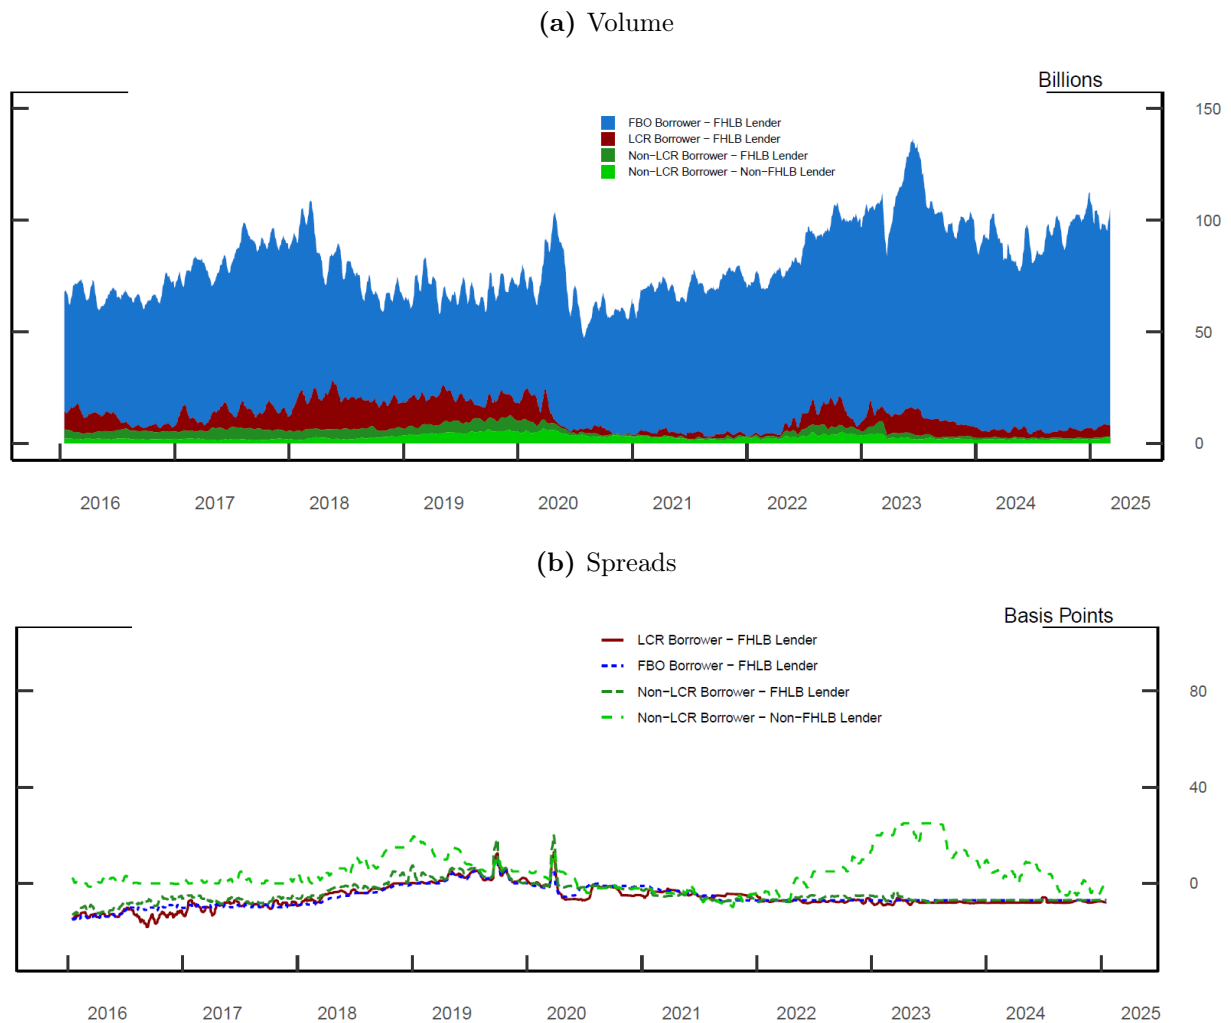 (a) Volume
Billions
150
FBO Borrower − FHLB Lender
LCR Borrower − FHLB Lender
Non−LCR Borrower − FHLB Lender
Non−LCR Borrower − Non−FHLB Lender
100
50
0
2016 2017 2018 2019 2020 2021 2022 2023 2024 2025
(b) Spreads
Basis Points
LCR Borrower − FHLB Lender
FBO Borrower − FHLB Lender
Non−LCR Borrower − FHLB Lender
80
Non−LCR Borrower − Non−FHLB Lender
40
0
2016 2017 2018 2019 2020 2021 2022 2023 2024 2025